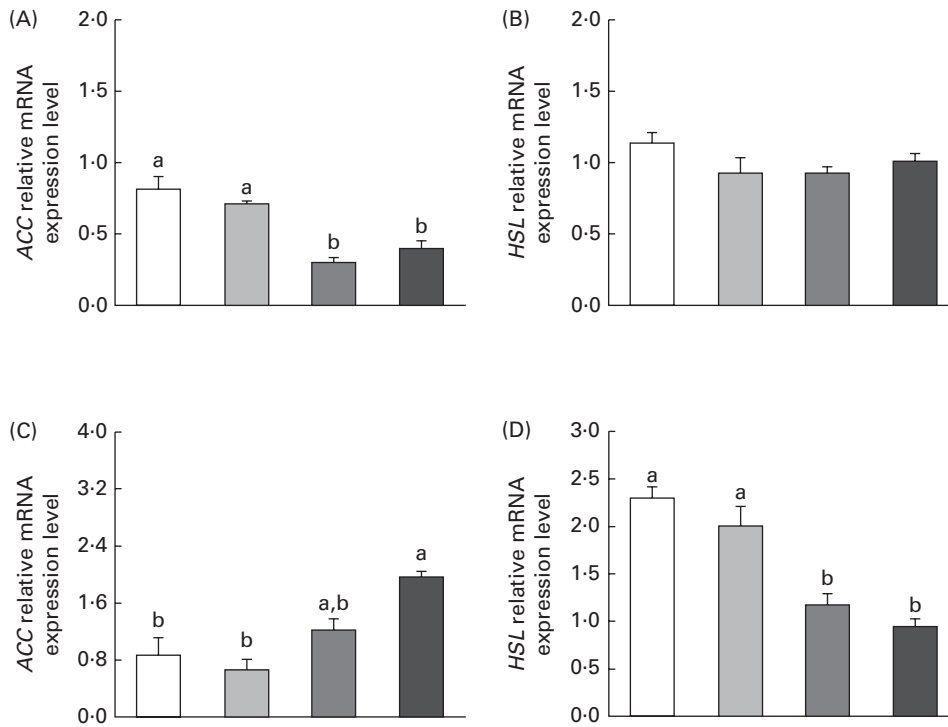 (A)
ACC relative mRNA
expression level
2·0
1·5
1·0
0·5
0·0
a
a
b
b
(B)
HSL relative mRNA
expression level
2·0
1·5
1·0
0·5
0·0
(C)
ACC relative mRNA
expression level
4·0
3·2
2·4
1·6
0·8
0·0
b
b
a,b
a
(D)
HSL relative mRNA
expression level
3·0
2·5
2·0
1·5
1·0
0·5
0·0
a
a
b
b